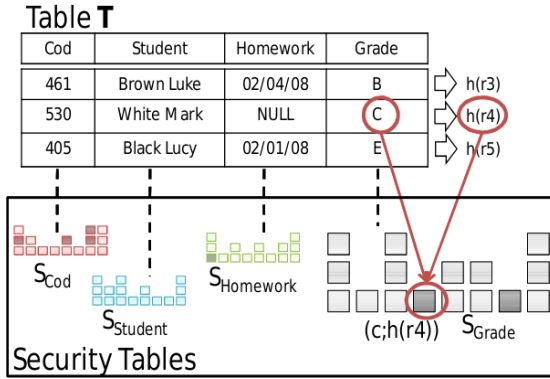 Table T
Cod Student Homework Grade
461 Brown Luke 02/04/08 B h(r3)
530 White Mark NULL C h(r4)
405 Black Lucy 02/01/08 E h(r5)
SCod
SStudent
SHomework
(c;h(r4)) SGrade
Security Tables